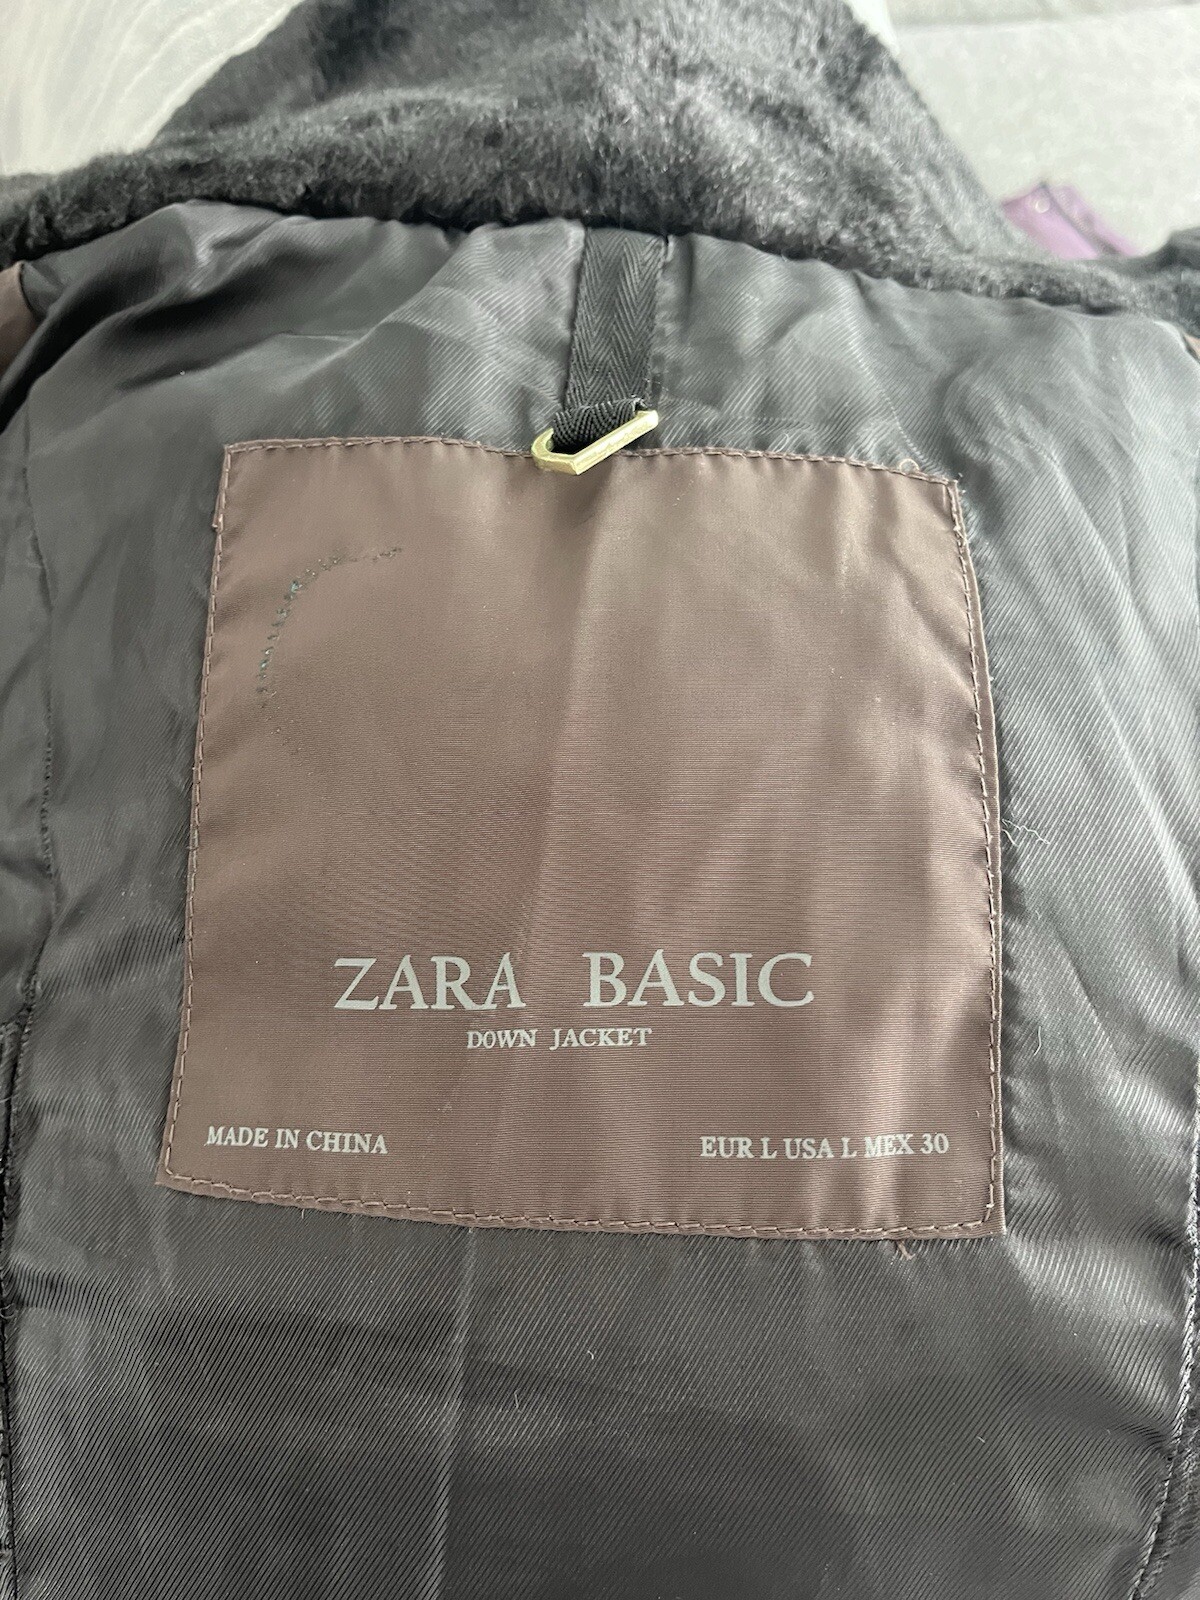 ZARA BASIC
DOWN JACKET
MADE IN CHINA
EUR L USA L MEX 30